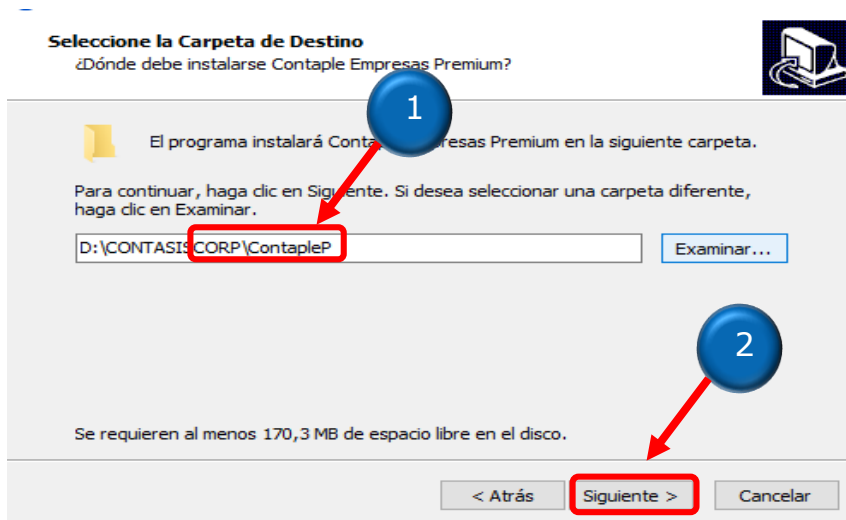 Seleccione la Carpeta de Destino
¿Dónde debe instalarse Contaple Empresas Premium?
1
El programa instalará Conta resas Premium en la siguiente carpeta.
Para continuar, haga clic en Siguiente. Si desea seleccionar una carpeta diferente,
haga clic en Examinar.
D:\CONTASISCORP\ContapleP
Examinar...
2
Se requieren al menos 170,3 MB de espacio libre en el disco.
< Atrás
Siguiente >
Cancelar